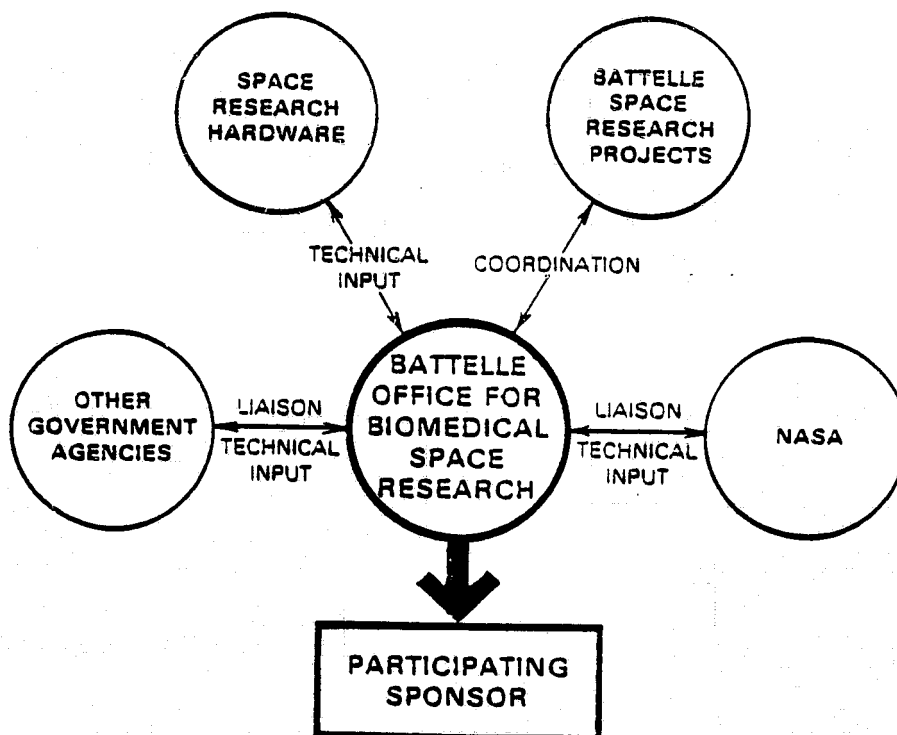 SPACE
RESEARCH
HARDWARE
BATTELLE
SPACE
RESEARCH
PROJECTS
TECHNICAL
INPUT
COORDINATION
OTHER
GOVERNMENT
AGENCIES
LIAISON
TECHNICAL
INPUT
BATTELLE
OFFICE FOR
BIOMEDICAL
SPACE
RESEARCH
LIAISON
TECHNICAL
INPUT
NASA
PARTICIPATING
SPONSOR